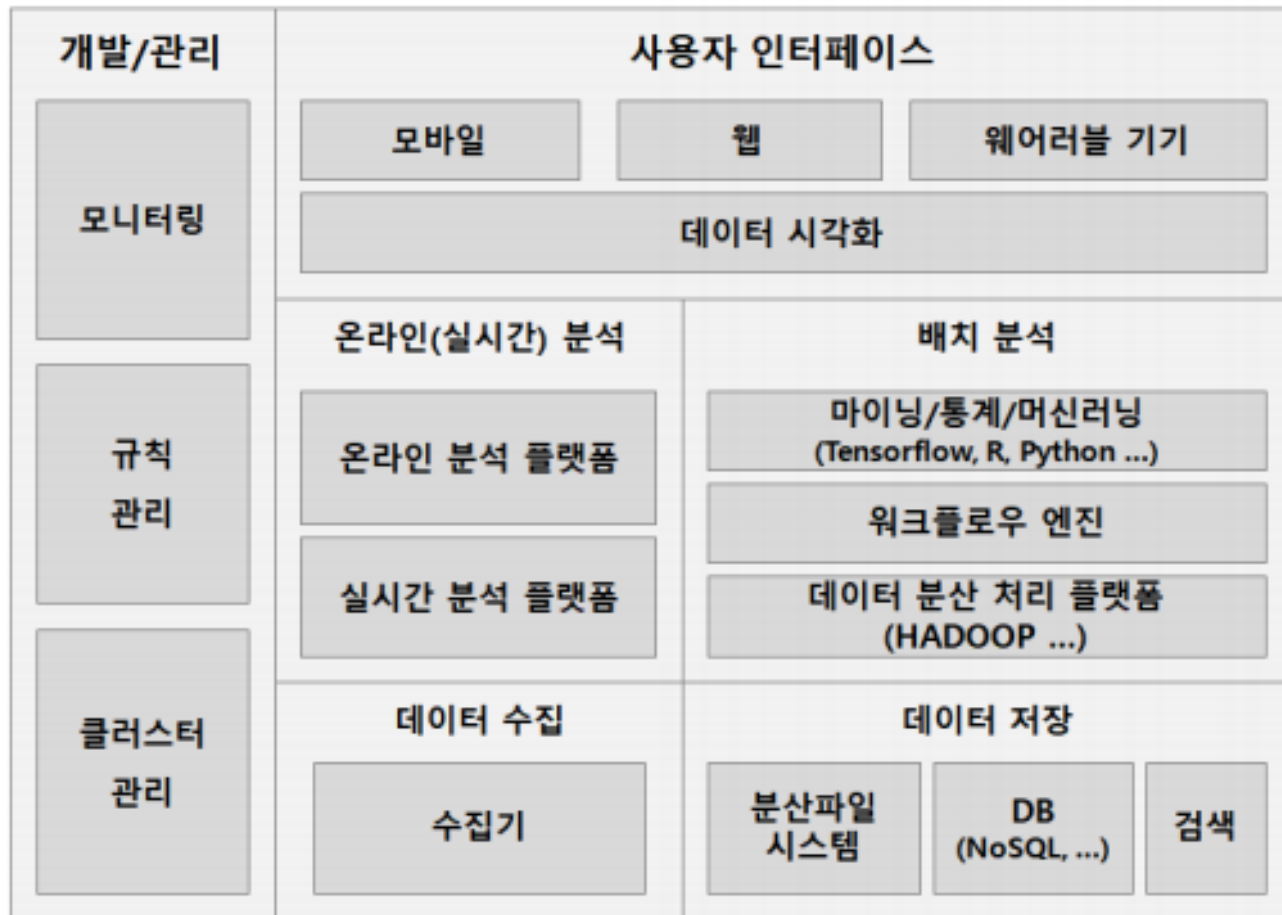 개발/관리
모니터링
규칙
관리
클러스터
관리
사용자 인터페이스
모바일
웹
웨어러블 기기
데이터 시각화
온라인(실시간) 분석
온라인 분석 플랫폼
실시간 분석 플랫폼
배치 분석
마이닝/통계/머신러닝
(Tensorflow, R, Python ...)
워크플로우 엔진
데이터 분산 처리 플랫폼
(HADOOP ...)
데이터 수집
수집기
데이터 저장
분산파일
시스템
DB
(NoSQL, ...)
검색